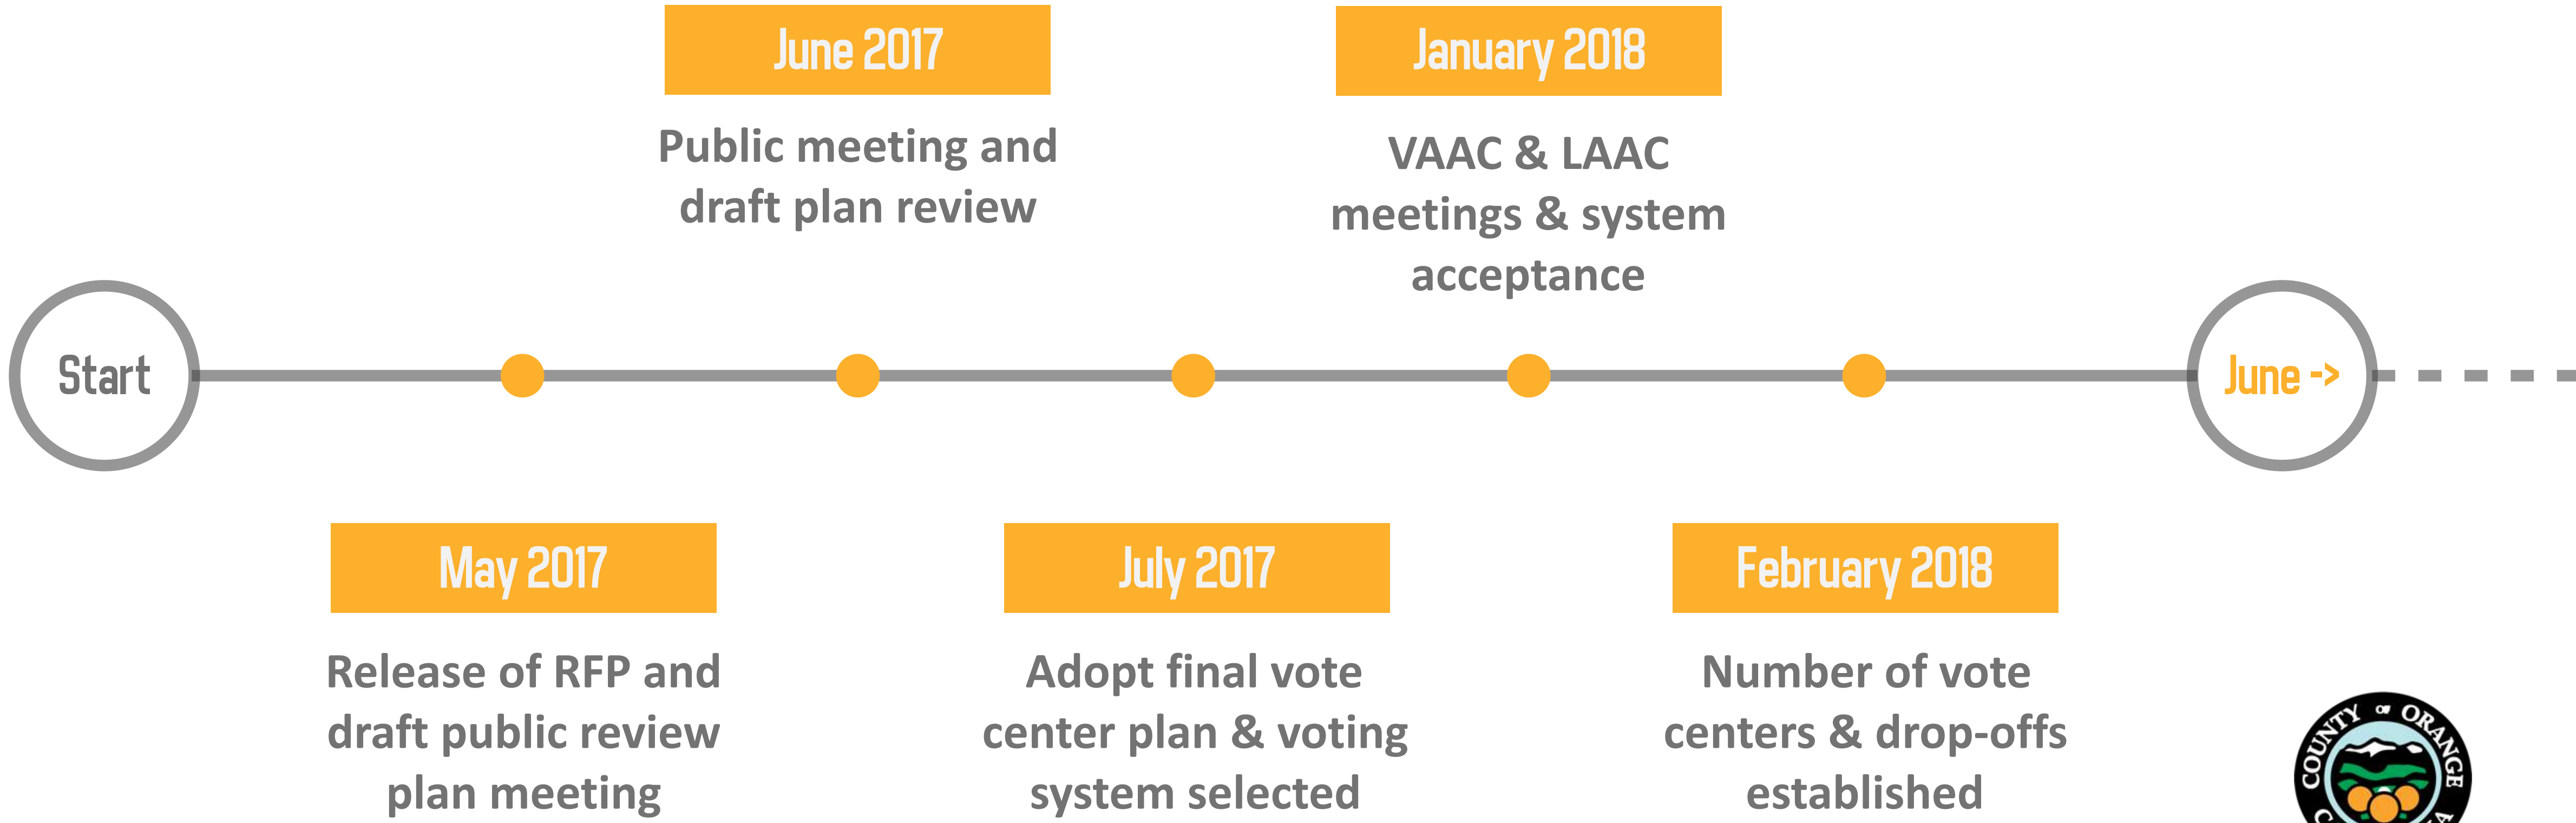 June 2017
Public meeting and
draft plan review
January 2018
VAAC & LAAC
meetings & system
acceptance
Start
June ->
May 2017
Release of RFP and
draft public review
plan meeting
July 2017
Adopt final vote
center plan & voting
system selected
February 2018
Number of vote
centers & drop-offs
established
COUNTY OF ORANGE